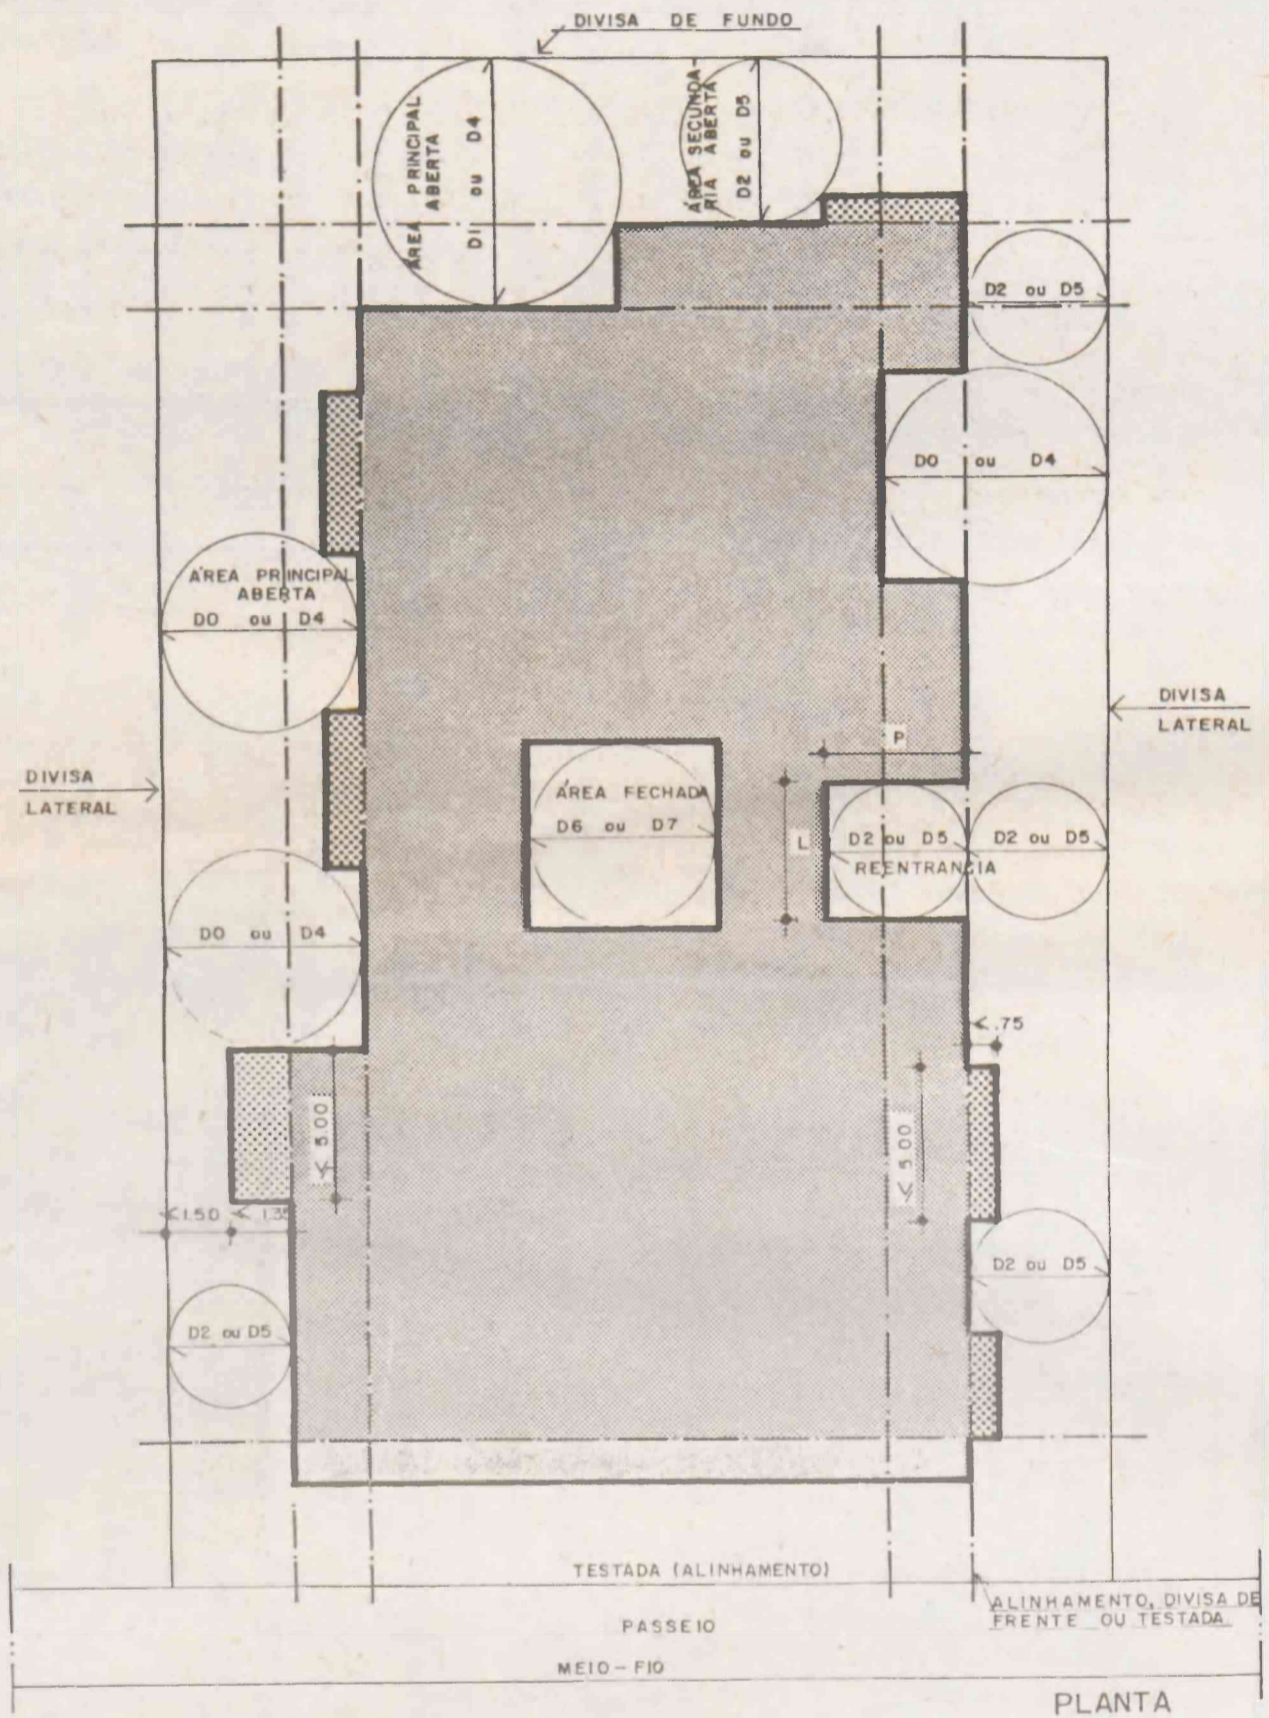 DIVISA DE FUNDO
ÁREA PRINCIPAL
ABERTA
D1 ou D4
ÁREA SECUNDA-
RIA ABERTA
D2 ou D5
D2 ou D5
D0 ou D4
ÁREA PRINCIPAL
ABERTA
D0 ou D4
DIVISA
LATERAL
P
DIVISA
LATERAL
ÁREA FECHADA
D6 ou D7
L
D2 ou D5
REENTRANCIA
D2 ou D5
D0 ou D4
< .75
< 5.00
< 5.00
<1.50
< 1.35
D2 ou D5
D2 ou D5
TESTADA (ALINHAMENTO)
ALINHAMENTO, DIVISA DE
FRENTE OU TESTADA.
PASSE10
MEIO-FIO
PLANTA